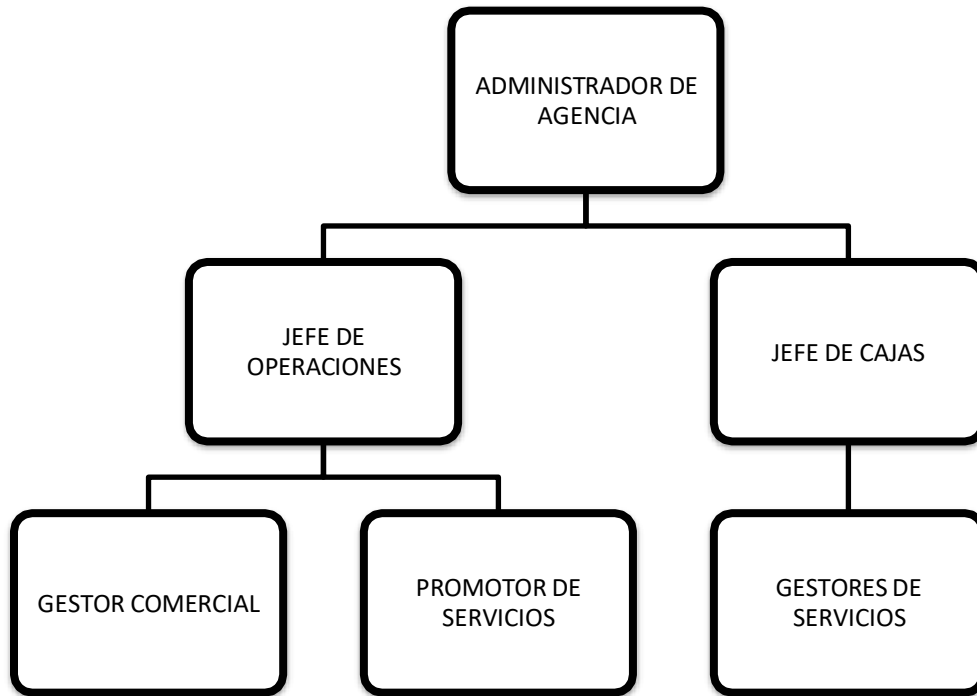 ADMINISTRADOR DE
AGENCIA
JEFE DE
OPERACIONES
JEFE DE CAJAS
GESTOR COMERCIAL
PROMOTOR DE
SERVICIOS
GESTORES DE
SERVICIOS